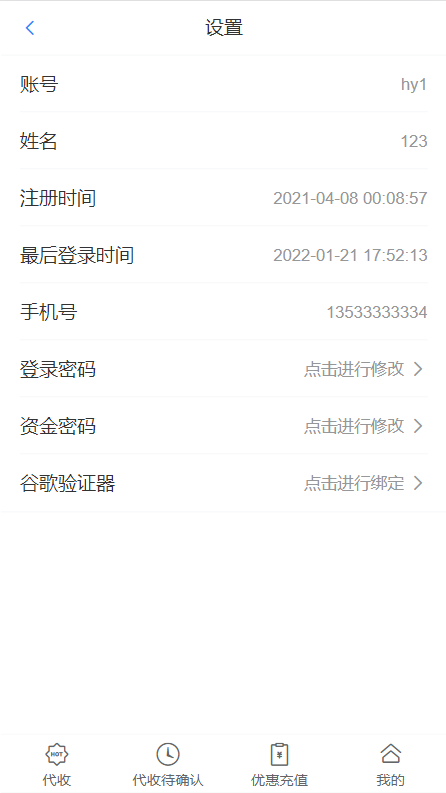 设置
账号 hy1
姓名 123
注册时间 2021-04-08 00:08:57
最后登录时间 2022-01-21 17:52:13
手机号 13533333334
登录密码 点击进行修改
资金密码 点击进行修改
谷歌验证器 点击进行绑定
HOT ¥
代收 代收待确认 优惠充值 我的